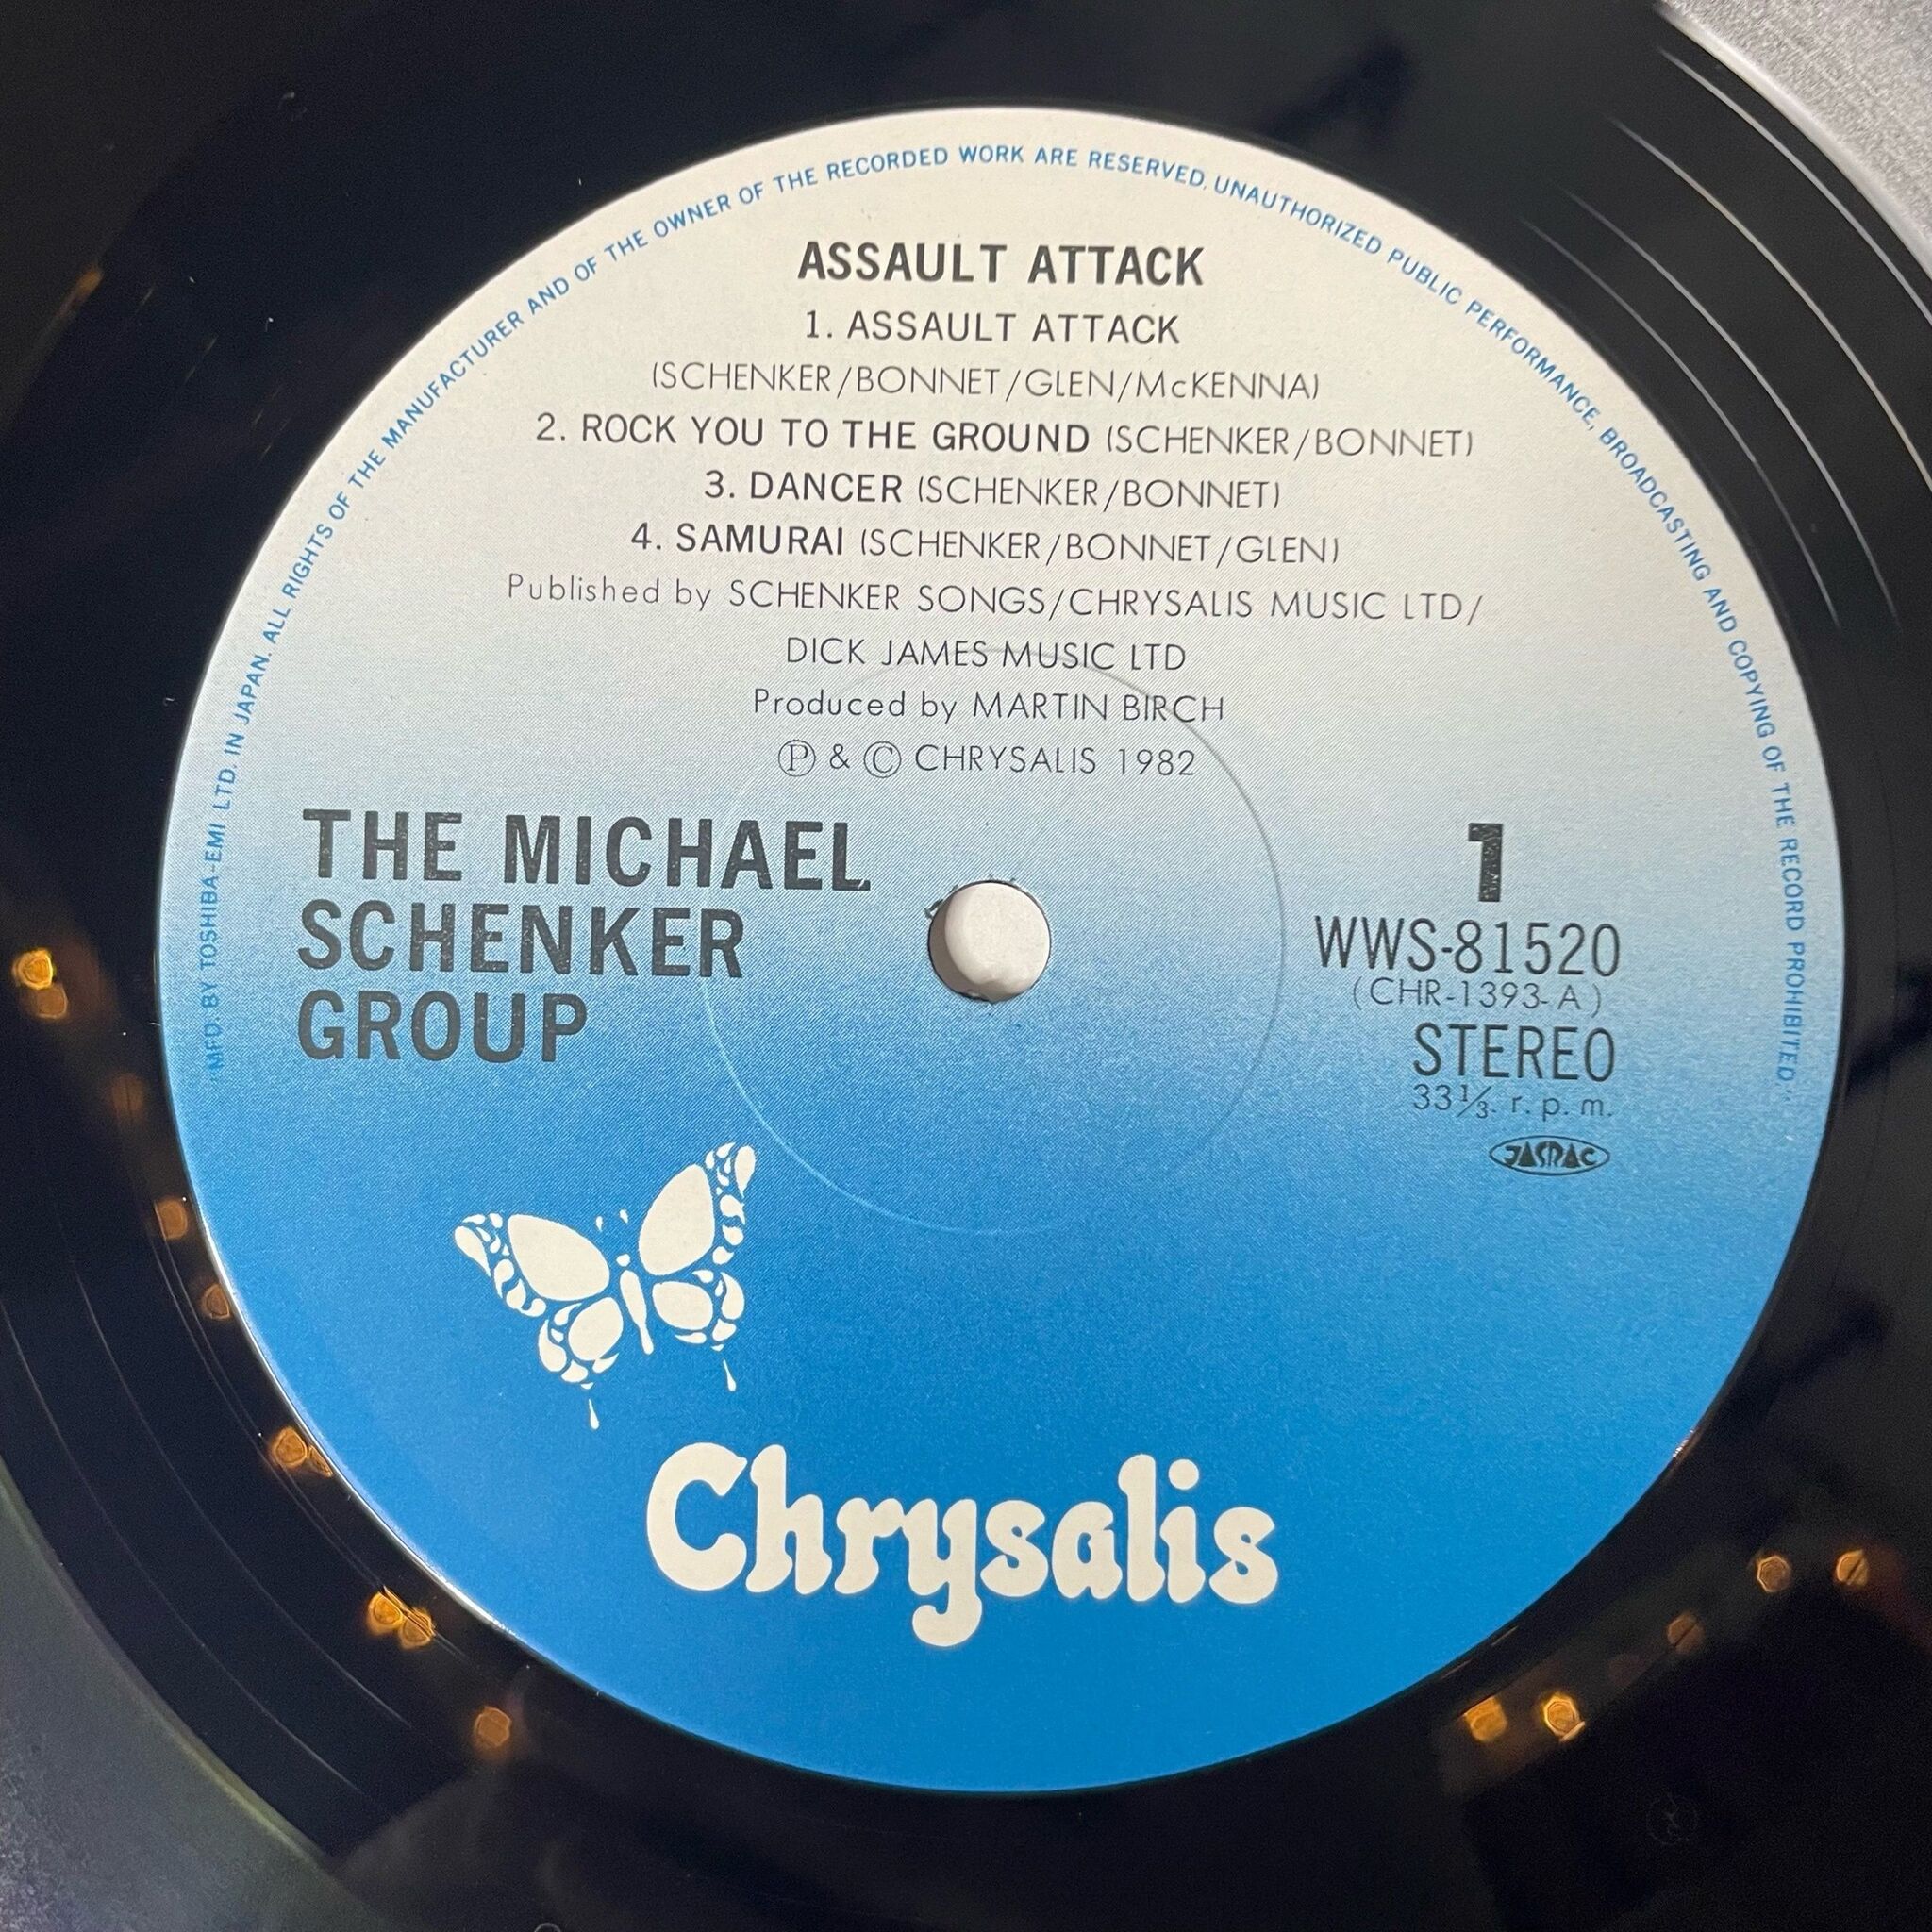 "MFD. BY TOSHIBA-EMI LTD. IN JAPAN. ALL RIGHTS OF THE MANUFACTURER AND OF THE OWNER OF THE RECORDED WORK ARE RESERVED. UNAUTHORIZED PUBLIC PERFORMANCE, BROADCASTING AND COPYING OF THE RECORD PROHIBITED."
ASSAULT ATTACK
1. ASSAULT ATTACK
(SCHENKER/BONNET/GLEN/McKENNA)
2. ROCK YOU TO THE GROUND (SCHENKER/BONNET)
3. DANCER (SCHENKER/BONNET)
4. SAMURAI (SCHENKER/BONNET/GLEN)
Published by SCHENKER SONGS/CHRYSALIS MUSIC LTD/
DICK JAMES MUSIC LTD
Produced by MARTIN BIRCH
Ⓟ & Ⓒ CHRYSALIS 1982
THE MICHAEL
SCHENKER
GROUP
1
WWS-81520
(CHR-1393-A)
STEREO
33⅓ r.p.m.
JASRAC
Chrysalis